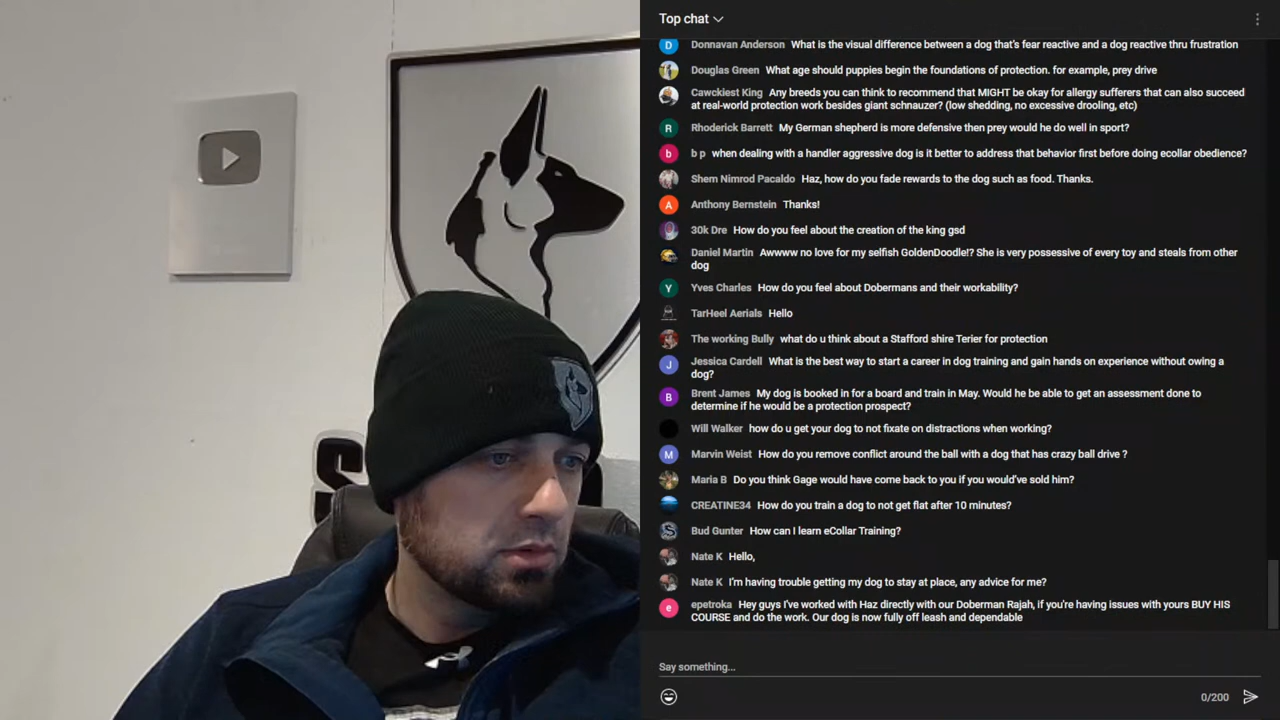 Top chat
Donnavan Anderson What is the visual difference between a dog that's fear reactive and a dog reactive thru frustration
Douglas Green What age should puppies begin the foundations of protection. for example, prey drive
Cawckiest King Any breeds you can think to recommend that MIGHT be okay for allergy sufferers that can also succeed
at real-world protection work besides giant schnauzer? (low shedding, no excessive drooling, etc)
R Rhoderick Barrett My German shepherd is more defensive then prey would he do well in sport?
b b p when dealing with a handler aggressive dog is it better to address that behavior first before doing ecollar obedience?
Shem Nimrod Pacaldo Haz, how do you fade rewards to the dog such as food. Thanks.
A Anthony Bernstein Thanks!
30k Dre How do you feel about the creation of the king gsd
Daniel Martin Awwww no love for my selfish GoldenDoodle!? She is very possessive of every toy and steals from other
dog
Y Yves Charles How do you feel about Dobermans and their workability?
TarHeel Aerials Hello
The working Bully what do u think about a Stafford shire Terier for protection
J Jessica Cardell What is the best way to start a career in dog training and gain hands on experience without owing a
dog?
B Brent James My dog is booked in for a board and train in May. Would he be able to get an assessment done to
determine if he would be a protection prospect?
Will Walker how do u get your dog to not fixate on distractions when working?
M Marvin Weist How do you remove conflict around the ball with a dog that has crazy ball drive ?
Maria B Do you think Gage would have come back to you if you would've sold him?
CREATINE34 How do you train a dog to not get flat after 10 minutes?
Bud Gunter How can I learn eCollar Training?
Nate K Hello,
Nate K I'm having trouble getting my dog to stay at place, any advice for me?
e epetroka Hey guys I've worked with Haz directly with our Doberman Rajah, if you're having issues with yours BUY HIS
COURSE and do the work. Our dog is now fully off leash and dependable
Say something...
0/200